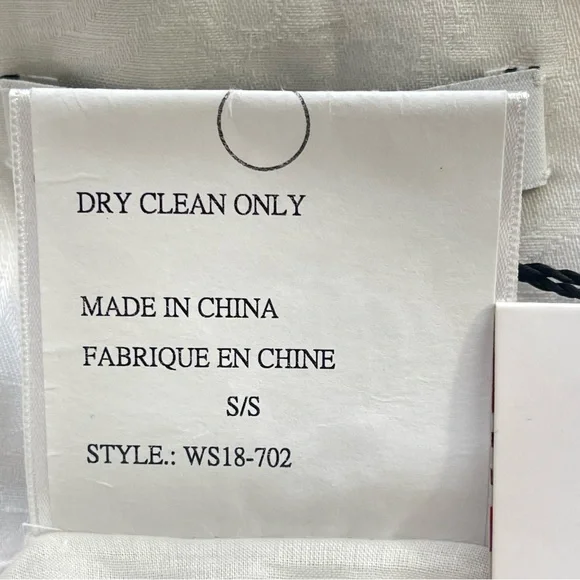 DRY CLEAN ONLY
MADE IN CHINA
FABRIQUE EN CHINE
S/S
STYLE.: WS18-702